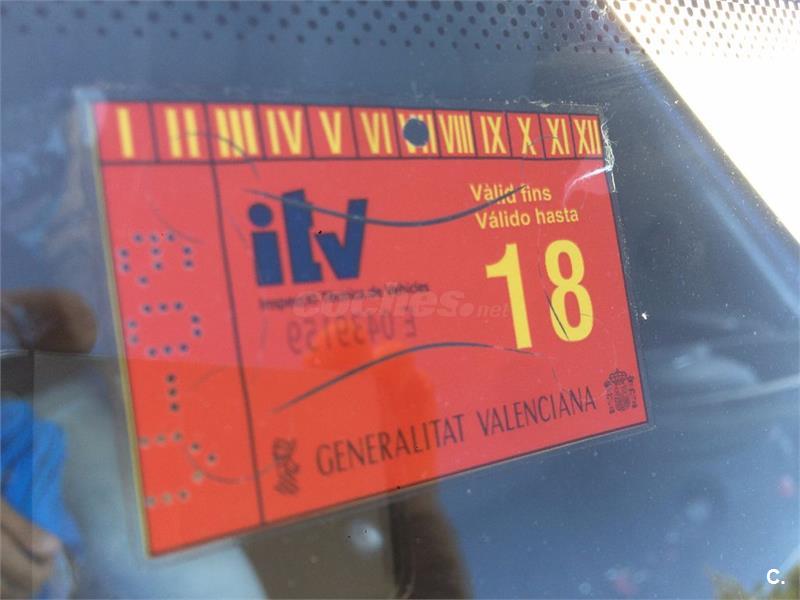 I II III IV V VI VII VIII IX X XI XII
Vàlid fins
Válido hasta
itv
18
Inspecció Tècnica de Vehicles
coches.net
E 0439159
GENERALITAT VALENCIANA
C.